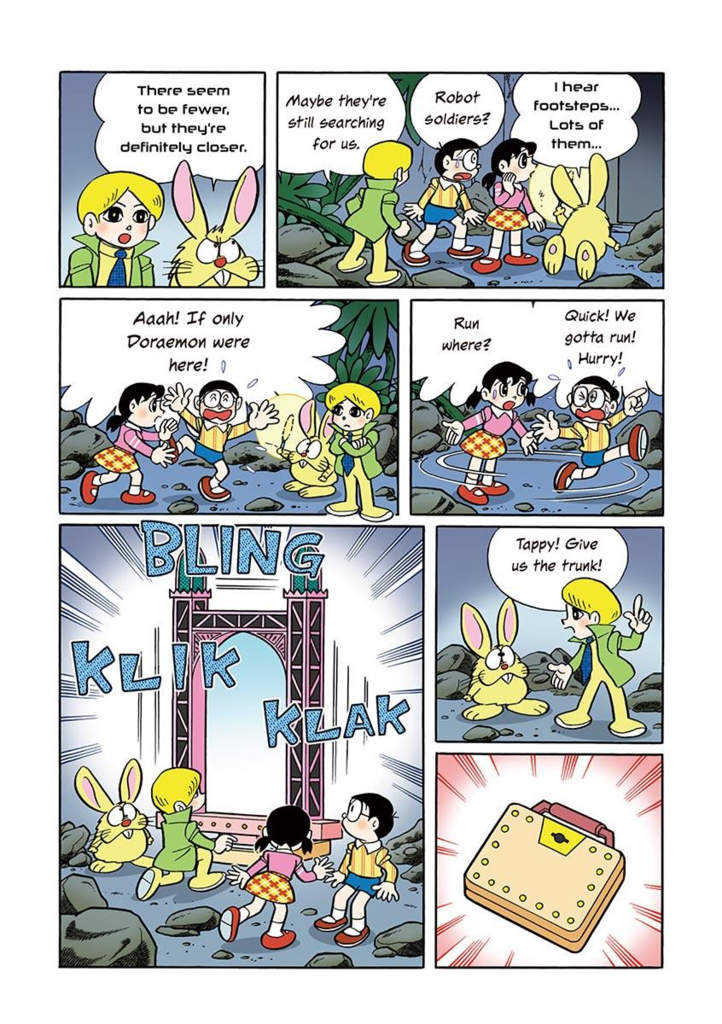 I hear
footsteps...
Lots of
them...
Robot
soldiers?
Maybe they're
still searching
for us.
There seem
to be fewer,
but they're
definitely closer.
Quick! We
gotta run!
Hurry!
Run
where?
Aaah! If only
Doraemon were
here!
Tappy! Give
us the trunk!
BLING
KLIK
KLAK